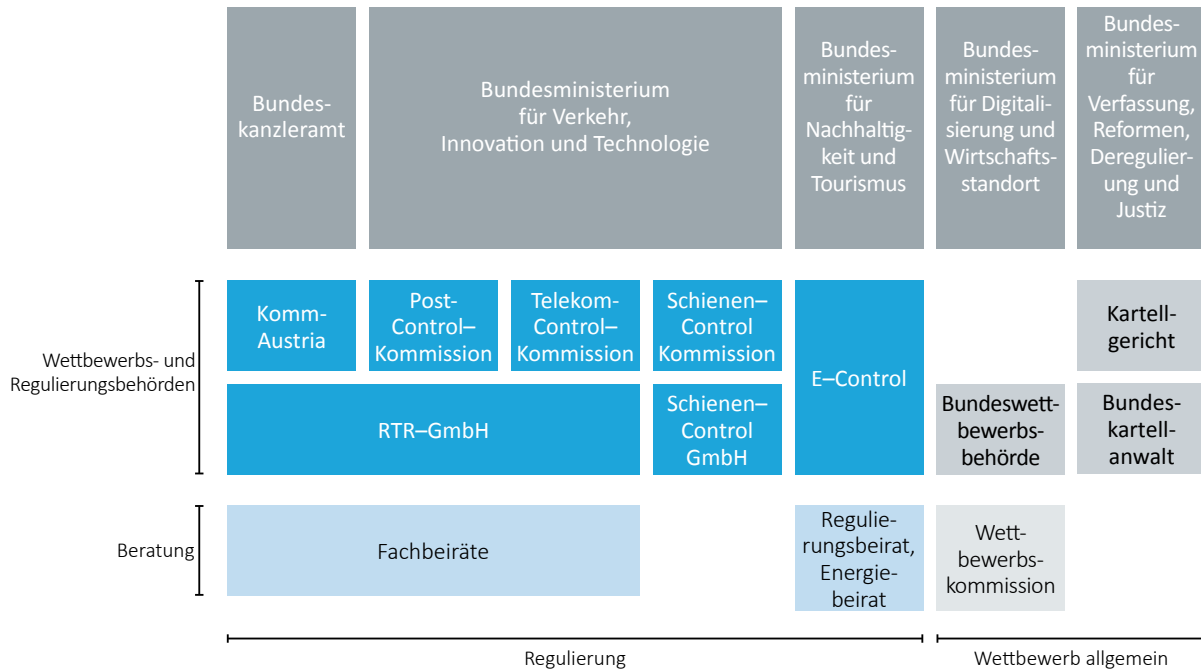 Bundes-
kanzleramt
Bundesministerium
für Verkehr,
Innovation und Technologie
Bundes-
ministerium
für
Nachhaltig-
keit und
Tourismus
Bundes-
ministerium
für Digitali-
sierung und
Wirtschafts-
standort
Bundes-
ministerium
für
Verfassung,
Reformen,
Deregulier-
ung und
Justiz
Wettbewerbs- und
Regulierungsbehörden
Komm-
Austria
Post-
Control–
Kommission
Telekom-
Control–
Kommission
Schienen–
Control
Kommission
E–Control
Kartell-
gericht
RTR–GmbH
Schienen–
Control
GmbH
Bundeswett-
bewerbs-
behörde
Bundes-
kartell-
anwalt
Beratung
Fachbeiräte
Regulie-
rungsbeirat,
Energie-
beirat
Wett-
bewerbs-
kommission
Regulierung
Wettbewerb allgemein